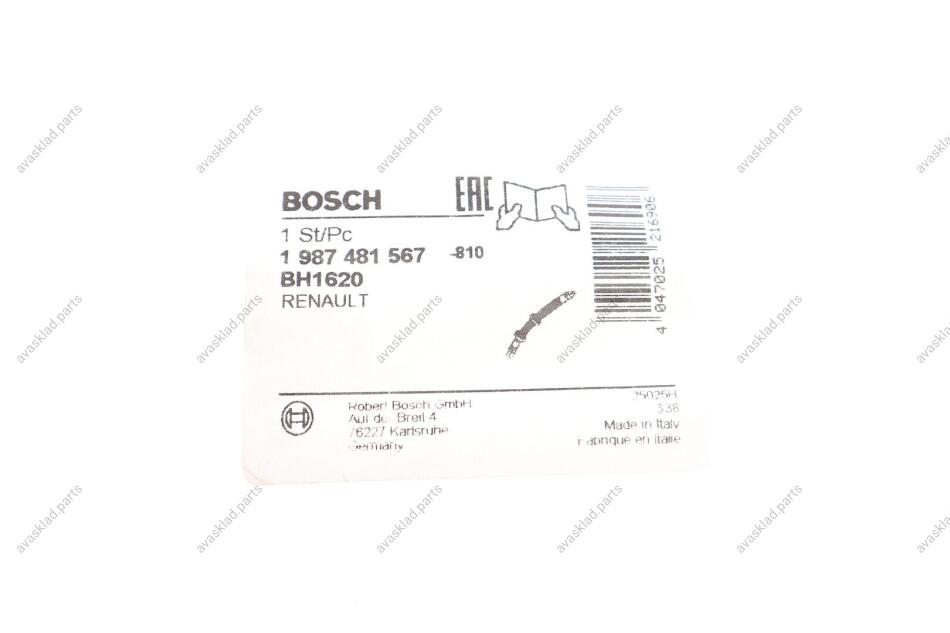 BOSCH
EAC
1 St/Pc
1 987 481 567 -810
BH1620
RENAULT
4 047025 216906
Robert Bosch GmbH
Auf der Breit 4
76227 Karlsruhe
Germany
338
Made in Italy
Fabriqué en Italie
avasklad.parts